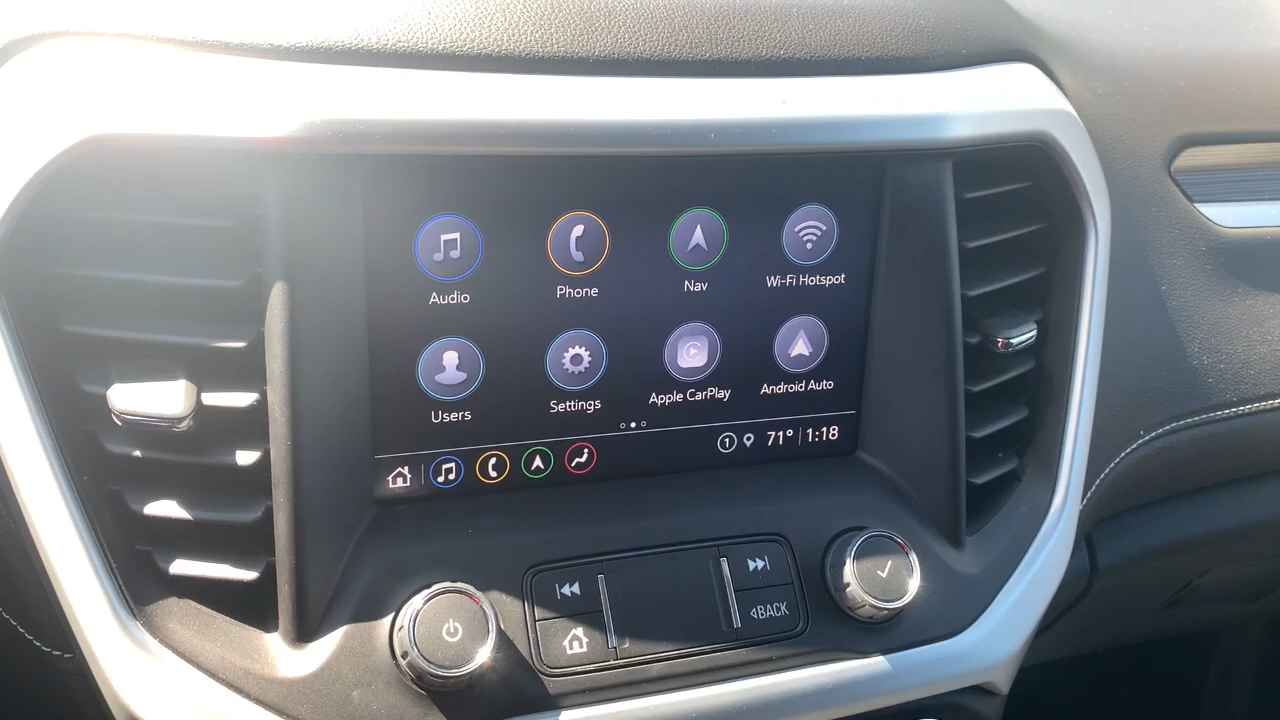 Audio
Phone
Nav
Wi-Fi Hotspot
Users
Settings
Apple CarPlay
Android Auto
1
71°
1:18
BACK